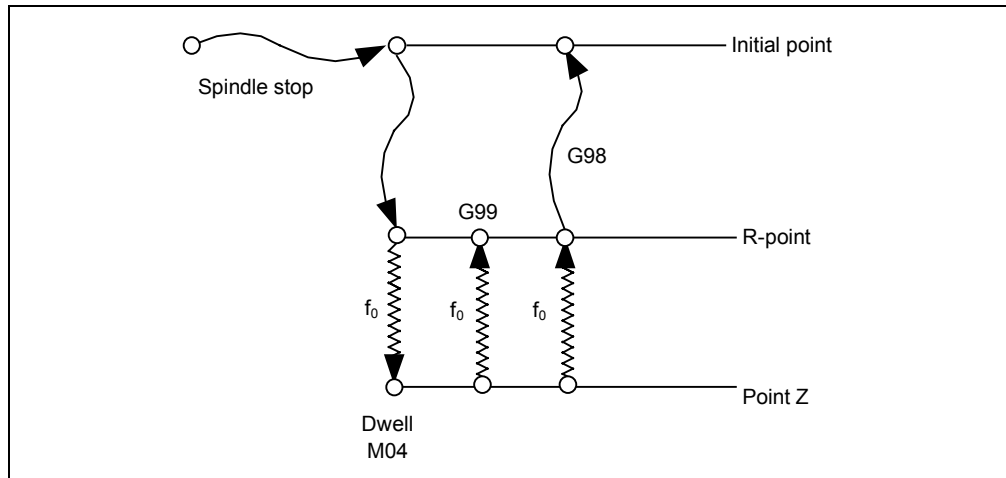 Initial point
Spindle stop
G98
G99
R-point
f₀
f₀
f₀
Point Z
Dwell
M04